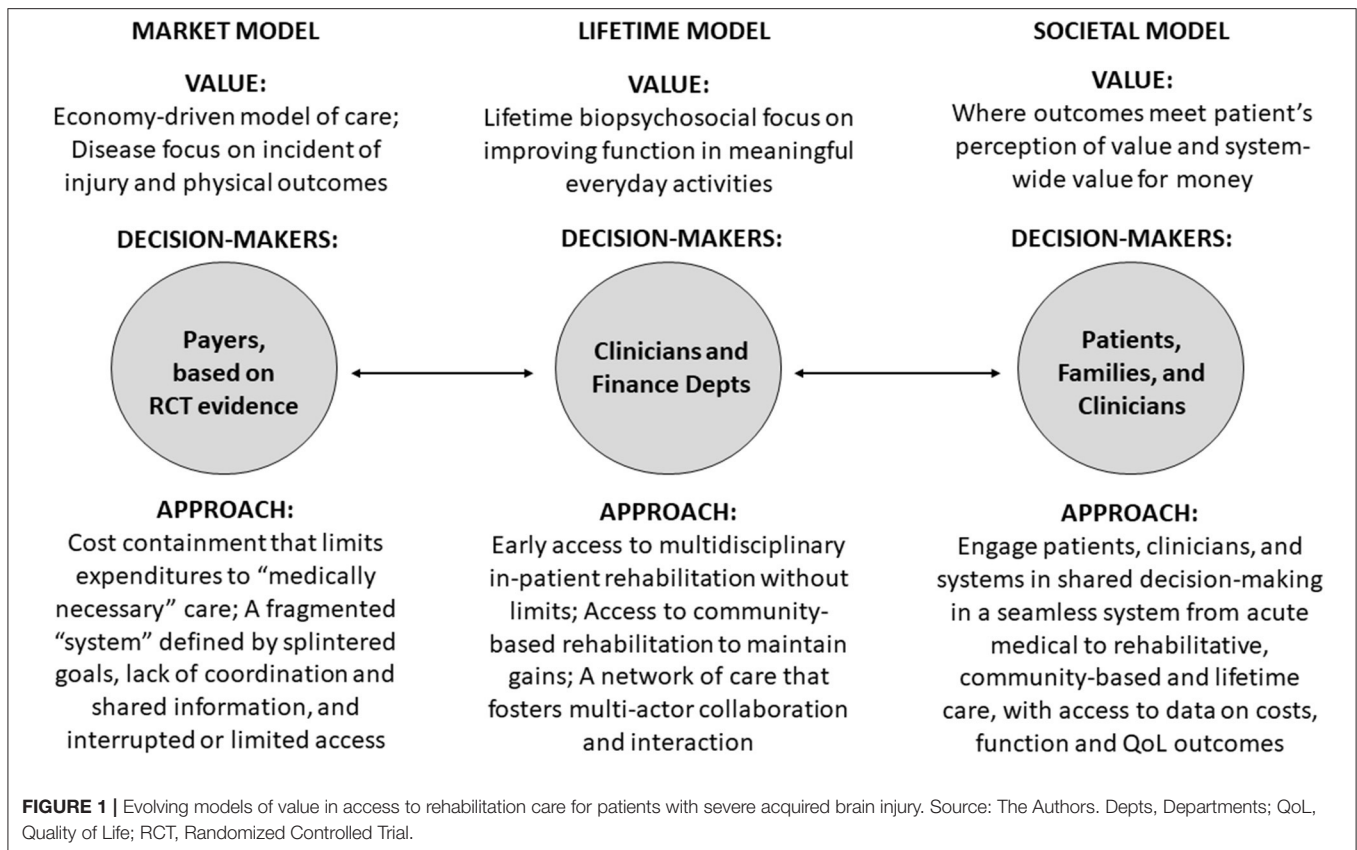 MARKET MODEL
VALUE:
Economy-driven model of care;
Disease focus on incident of
injury and physical outcomes
DECISION-MAKERS:
Payers,
based on
RCT evidence
APPROACH:
Cost containment that limits
expenditures to “medically
necessary” care; A fragmented
“system” defined by splintered
goals, lack of coordination and
shared information, and
interrupted or limited access
LIFETIME MODEL
VALUE:
Lifetime biopsychosocial focus on
improving function in meaningful
everyday activities
DECISION-MAKERS:
Clinicians and
Finance Depts
APPROACH:
Early access to multidisciplinary
in-patient rehabilitation without
limits; Access to community-
based rehabilitation to maintain
gains; A network of care that
fosters multi-actor collaboration
and interaction
SOCIETAL MODEL
VALUE:
Where outcomes meet patient’s
perception of value and system-
wide value for money
DECISION-MAKERS:
Patients,
Families, and
Clinicians
APPROACH:
Engage patients, clinicians, and
systems in shared decision-making
in a seamless system from acute
medical to rehabilitative,
community-based and lifetime
care, with access to data on costs,
function and QoL outcomes
FIGURE 1 | Evolving models of value in access to rehabilitation care for patients with severe acquired brain injury. Source: The Authors. Depts, Departments; QoL,
Quality of Life; RCT, Randomized Controlled Trial.